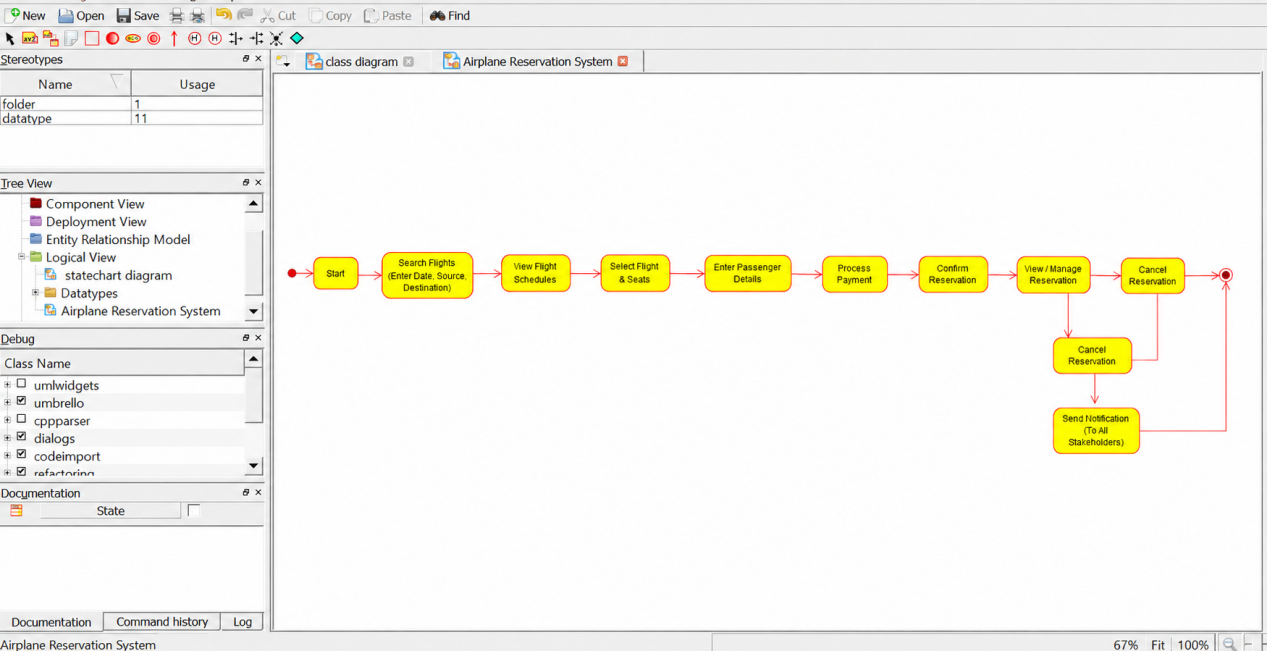 New Open Save Cut Copy Paste Find
xyz
H H
Stereotypes
class diagram Airplane Reservation System
Name Usage
folder 1
datatype 11
Tree View
Component View
Deployment View
Entity Relationship Model
Logical View
statechart diagram
Datatypes
Airplane Reservation System
Debug
Class Name
umlwidgets
umbrello
cppparser
dialogs
codeimport
refactoring
Documentation
State
Documentation Command history Log
Start
Search Flights
(Enter Date, Source,
Destination)
View Flight
Schedules
Select Flight
& Seats
Enter Passenger
Details
Process
Payment
Confirm
Reservation
View / Manage
Reservation
Cancel
Reservation
Cancel
Reservation
Send Notification
(To All
Stakeholders)
Airplane Reservation System 67% Fit 100%